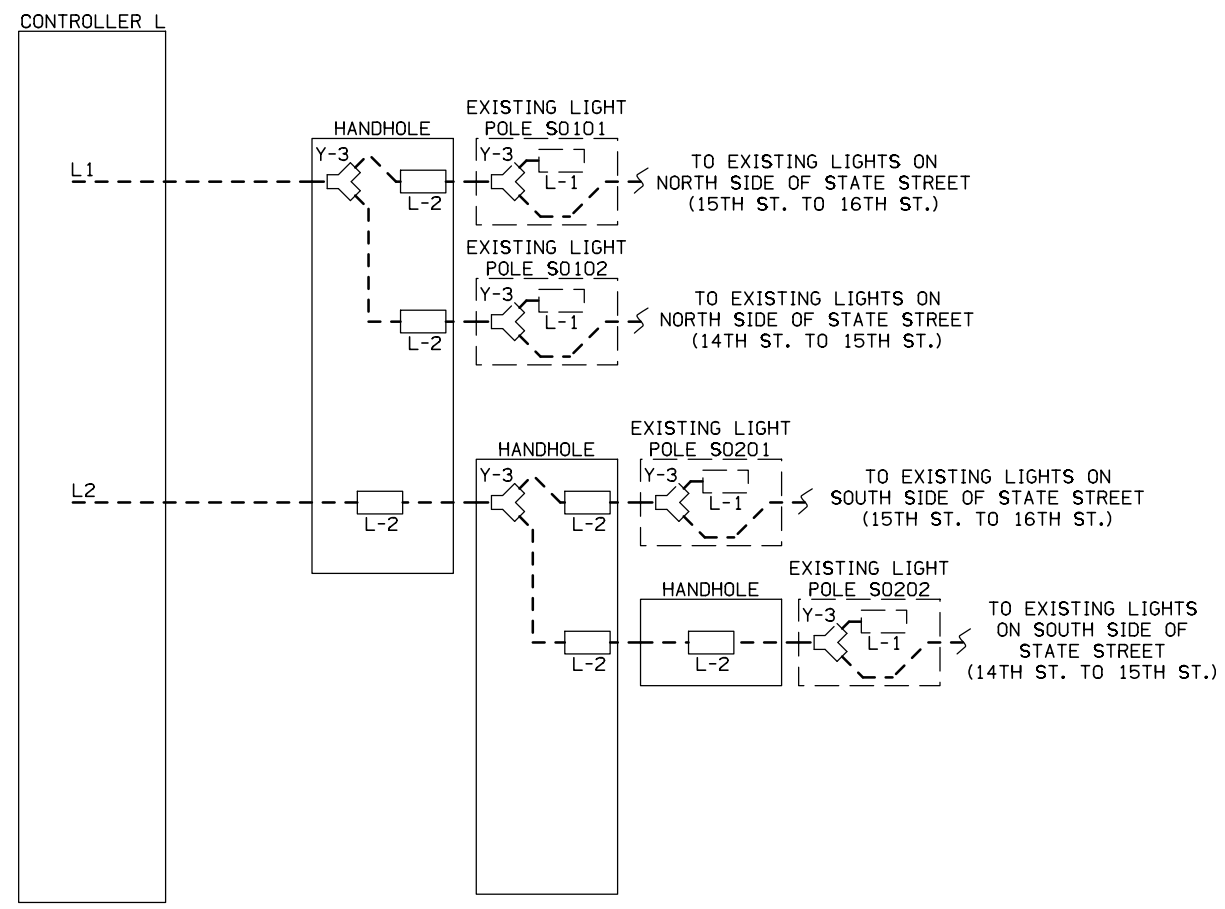 CONTROLLER L
L1
HANDHOLE
Y-3
L-2
EXISTING LIGHT
POLE S0101
Y-3
L-1
TO EXISTING LIGHTS ON
NORTH SIDE OF STATE STREET
(15TH ST. TO 16TH ST.)
L-2
EXISTING LIGHT
POLE S0102
Y-3
L-1
TO EXISTING LIGHTS ON
NORTH SIDE OF STATE STREET
(14TH ST. TO 15TH ST.)
L2
L-2
HANDHOLE
Y-3
L-2
EXISTING LIGHT
POLE S0201
Y-3
L-1
TO EXISTING LIGHTS ON
SOUTH SIDE OF STATE STREET
(15TH ST. TO 16TH ST.)
L-2
HANDHOLE
L-2
EXISTING LIGHT
POLE S0202
Y-3
L-1
TO EXISTING LIGHTS
ON SOUTH SIDE OF
STATE STREET
(14TH ST. TO 15TH ST.)